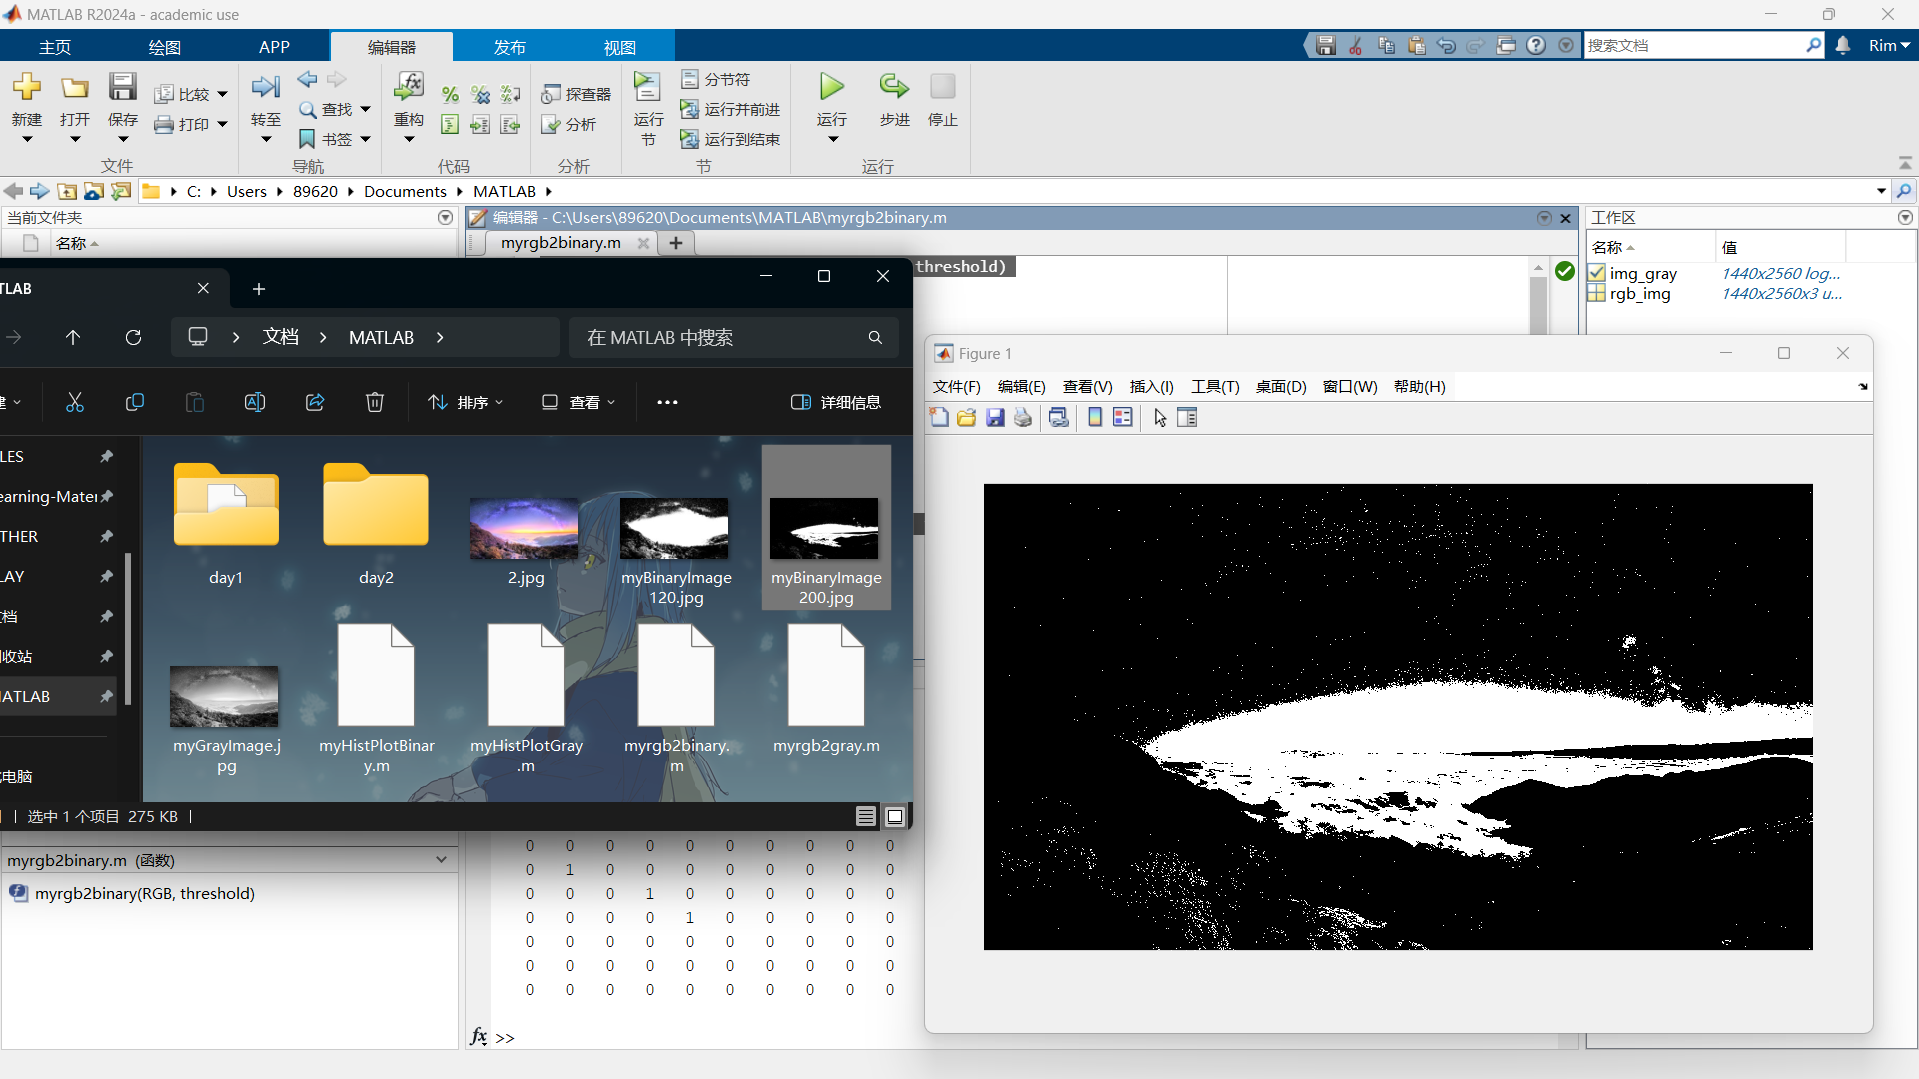 MATLAB R2024a - academic use
主页 绘图 APP 编辑器 发布 视图
搜索文档
Rim
新建 打开 保存 比较 打印
文件
转至 查找 书签
导航
重构
代码
探查器 分析
分析
运行节 分节符 运行并前进 运行到结束
节
运行 步进 停止
运行
C: Users 89620 Documents MATLAB
当前文件夹
名称
编辑器 - C:\Users\89620\Documents\MATLAB\myrgb2binary.m
myrgb2binary.m
threshold)
工作区
名称 值
img_gray 1440x2560 log...
rgb_img 1440x2560x3 u...
TLAB
文档 MATLAB
在 MATLAB 中搜索
排序 查看 详细信息
LES
earning-Mater
THER
LAY
收站
MATLAB
电脑
day1
day2
2.jpg
myBinaryImage
120.jpg
myBinaryImage
200.jpg
myGrayImage.j
pg
myHistPlotBinar
y.m
myHistPlotGray
.m
myrgb2binary.
m
myrgb2gray.m
选中 1 个项目 275 KB
Figure 1
文件(F) 编辑(E) 查看(V) 插入(I) 工具(T) 桌面(D) 窗口(W) 帮助(H)
myrgb2binary.m (函数)
myrgb2binary(RGB, threshold)
0 0 0 0 0 0 0 0 0 0
0 1 0 0 0 0 0 0 0 0
0 0 0 1 0 0 0 0 0 0
0 0 0 0 1 0 0 0 0 0
0 0 0 0 0 0 0 0 0 0
0 0 0 0 0 0 0 0 0 0
0 0 0 0 0 0 0 0 0 0
fx >>